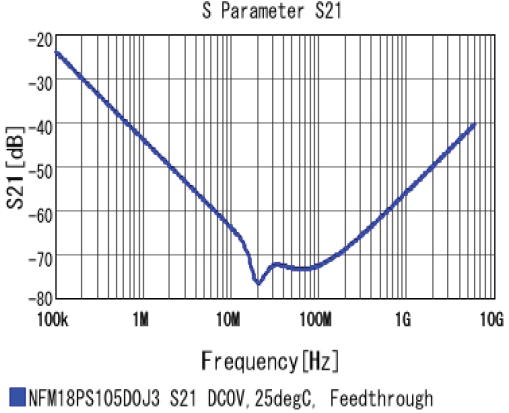 S Parameter S21
-20
-30
-40
-50
-60
-70
-80
S21[dB]
100k 1M 10M 100M 1G 10G
Frequency[Hz]
NFM18PS105D0J3 S21 DC0V, 25degC, Feedthrough